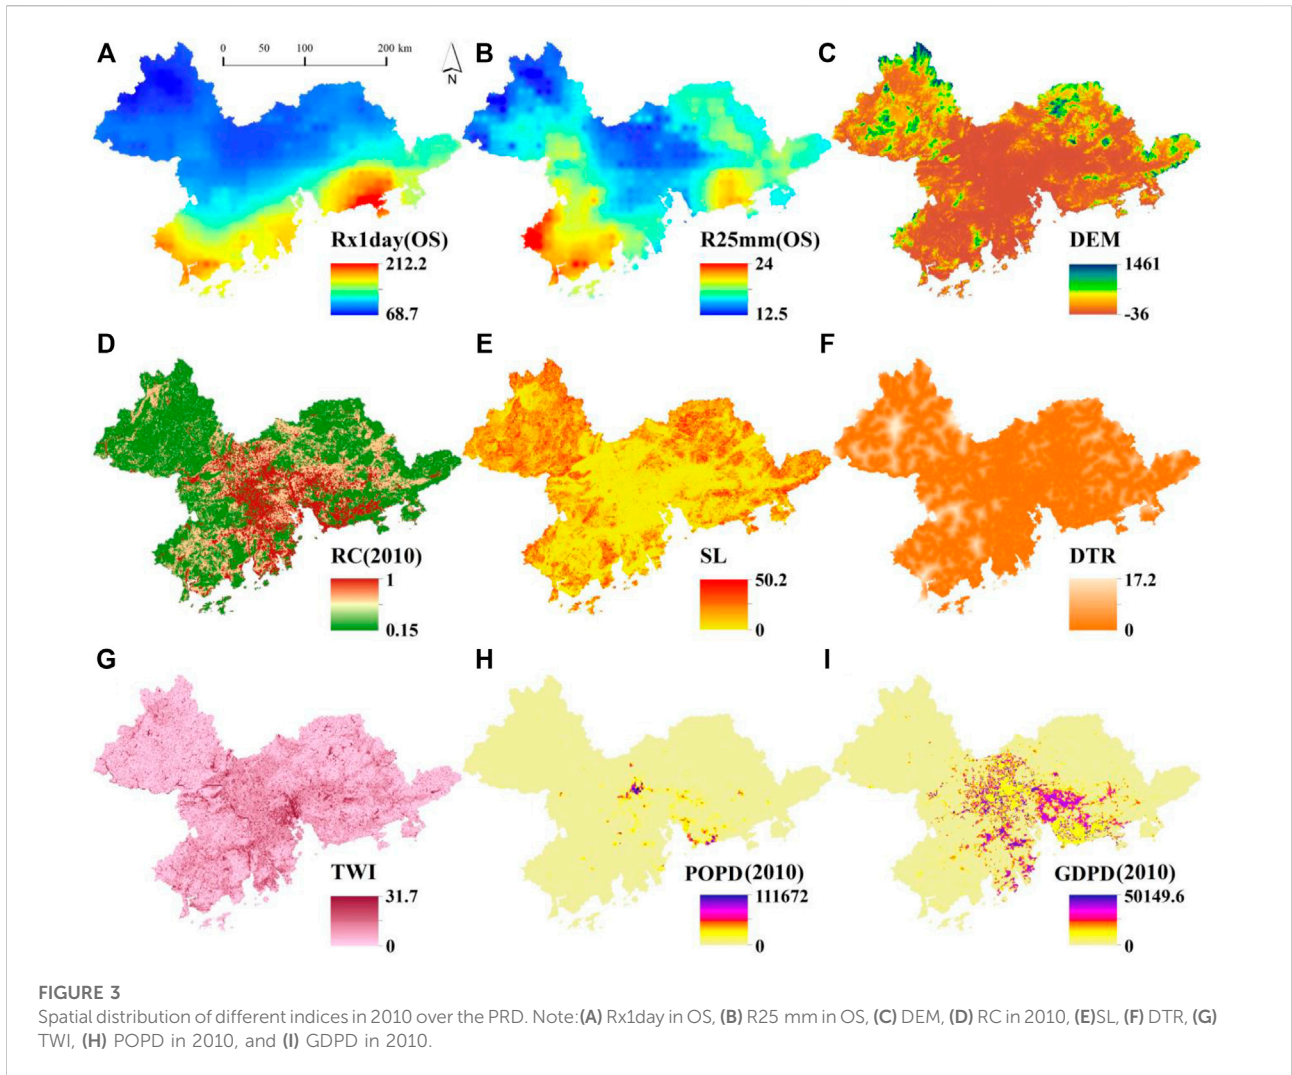 A
0 50 100 200 km
N
B
C
Rx1day(OS)
212.2
68.7
R25mm(OS)
24
12.5
DEM
1461
-36
D
E
F
RC(2010)
1
0.15
SL
50.2
0
DTR
17.2
0
G
H
I
TWI
31.7
0
POPD(2010)
111672
0
GDPD(2010)
50149.6
0
FIGURE 3
Spatial distribution of different indices in 2010 over the PRD. Note:(A) Rx1day in OS, (B) R25 mm in OS, (C) DEM, (D) RC in 2010, (E)SL, (F) DTR, (G)
TWI, (H) POPD in 2010, and (I) GDPD in 2010.